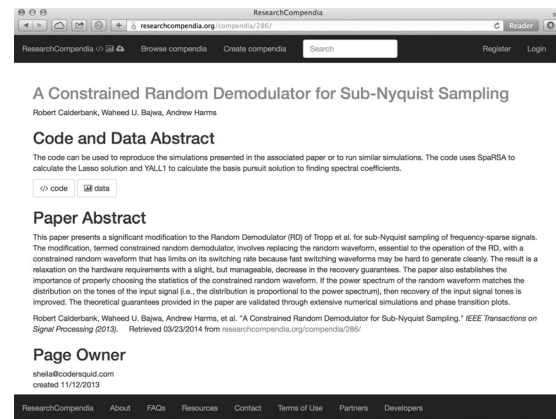 ResearchCompendia
researchcompendia.org/compendia/286/
Reader
ResearchCompendia Browse compendia Create compendia Search Register Login
A Constrained Random Demodulator for Sub-Nyquist Sampling
Robert Calderbank, Waheed U. Bajwa, Andrew Harms
Code and Data Abstract
The code can be used to reproduce the simulations presented in the associated paper or to run similar simulations. The code uses SpaRSA to
calculate the Lasso solution and YALL1 to calculate the basis pursuit solution to finding spectral coefficients.
</> code data
Paper Abstract
This paper presents a significant modification to the Random Demodulator (RD) of Tropp et al. for sub-Nyquist sampling of frequency-sparse signals.
The modification, termed constrained random demodulator, involves replacing the random waveform, essential to the operation of the RD, with a
constrained random waveform that has limits on its switching rate because fast switching waveforms may be hard to generate cleanly. The result is a
relaxation on the hardware requirements with a slight, but manageable, decrease in the recovery guarantees. The paper also establishes the
importance of properly choosing the statistics of the constrained random waveform. If the power spectrum of the random waveform matches the
distribution on the tones of the input signal (i.e., the distribution is proportional to the power spectrum), then recovery of the input signal tones is
improved. The theoretical guarantees provided in the paper are validated through extensive numerical simulations and phase transition plots.
Robert Calderbank, Waheed U. Bajwa, Andrew Harms, et al. "A Constrained Random Demodulator for Sub-Nyquist Sampling." IEEE Transactions on
Signal Processing (2013). Retrieved 03/23/2014 from researchcompendia.org/compendia/286/
Page Owner
sheila@codersquid.com
created 11/12/2013
ResearchCompendia About FAQs Resources Contact Terms of Use Partners Developers